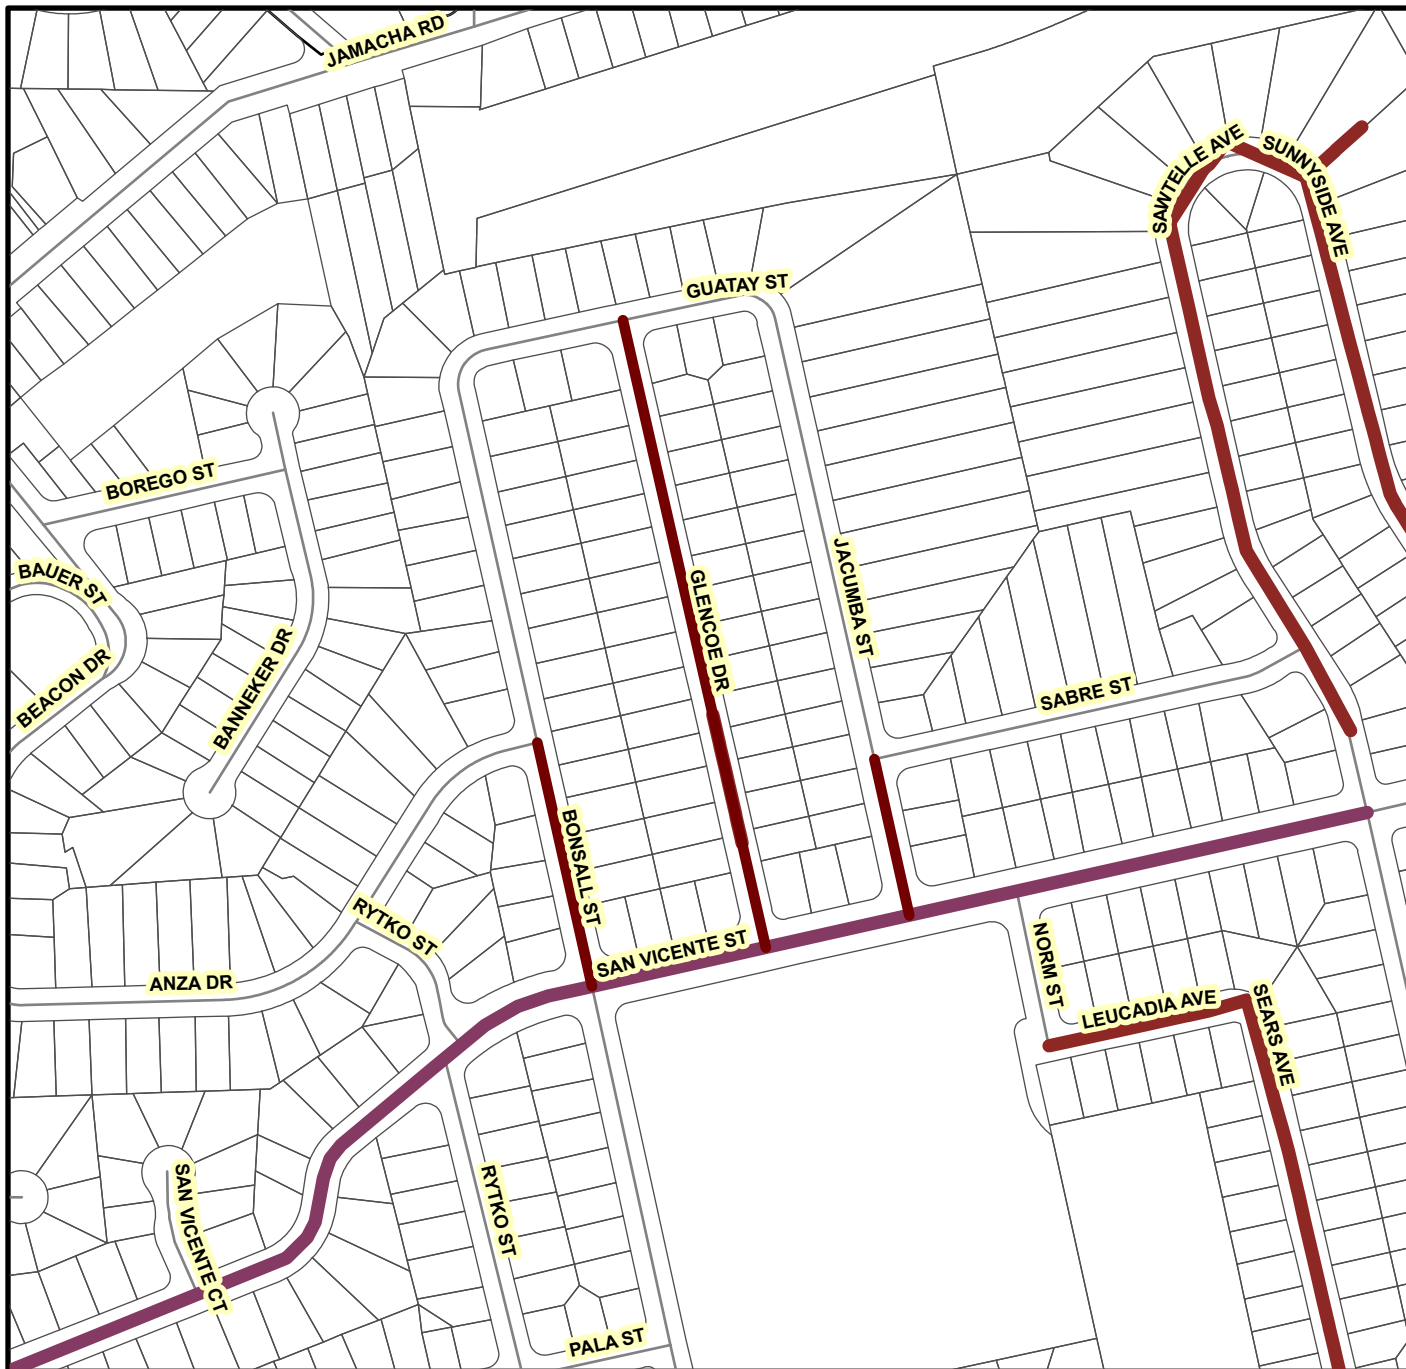 JAMACHA RD
SAWTELLE AVE
SUNNYSIDE AVE
GUATAY ST
BOREGO ST
BAUER ST
JACUMBA ST
GLENCOE DR
BEACON DR
BANNEKER DR
SABRE ST
BONSALL ST
RYTKO ST
SAN VICENTE ST
ANZA DR
NORM ST
LEUCADIA AVE
SEARS AVE
SAN VICENTE CT
RYTKO ST
PALA ST